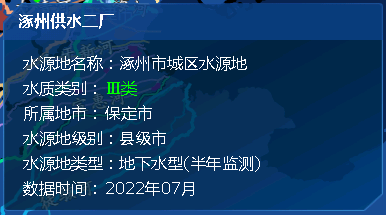 涿州供水二厂
水源地名称：涿州市城区水源地
水质类别：Ⅲ类
所属地市：保定市
水源地级别：县级市
水源地类型：地下水型(半年监测)
数据时间：2022年07月